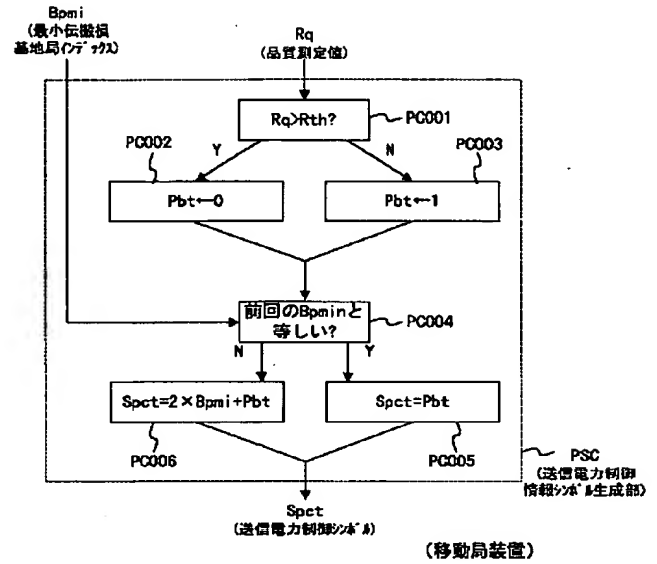 Bpmi
(最小伝搬損
基地局ｲﾝﾃﾞｯｸｽ)
Rq
(品質測定値)
Rq>Rth?
PC001
PC002
Y
N
PC003
Pbt←0
Pbt←1
前回のBpminと
等しい?
PC004
N
Y
Spct=2×Bpmi+Pbt
Spct=Pbt
PC006
PC005
PSC
(送信電力制御
情報ｼﾝﾎﾞﾙ生成部)
Spct
(送信電力制御ｼﾝﾎﾞﾙ)
(移動局装置)